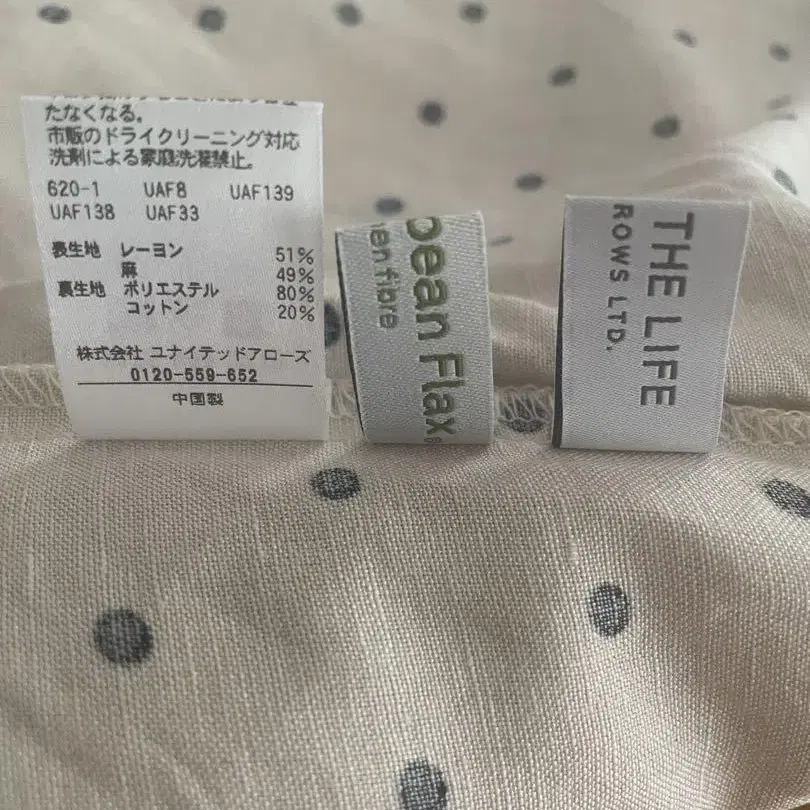 たなくなる。
市販のドライクリーニング対応
洗剤による家庭洗濯禁止。
620-1 UAF8 UAF139
UAF138 UAF33
表生地 レーヨン 51%
麻 49%
裏生地 ポリエステル 80%
コットン 20%
株式会社 ユナイテッドアローズ
0120-559-652
中国製
pean Flax
en fibre
THE LIFE
ROWS LTD.